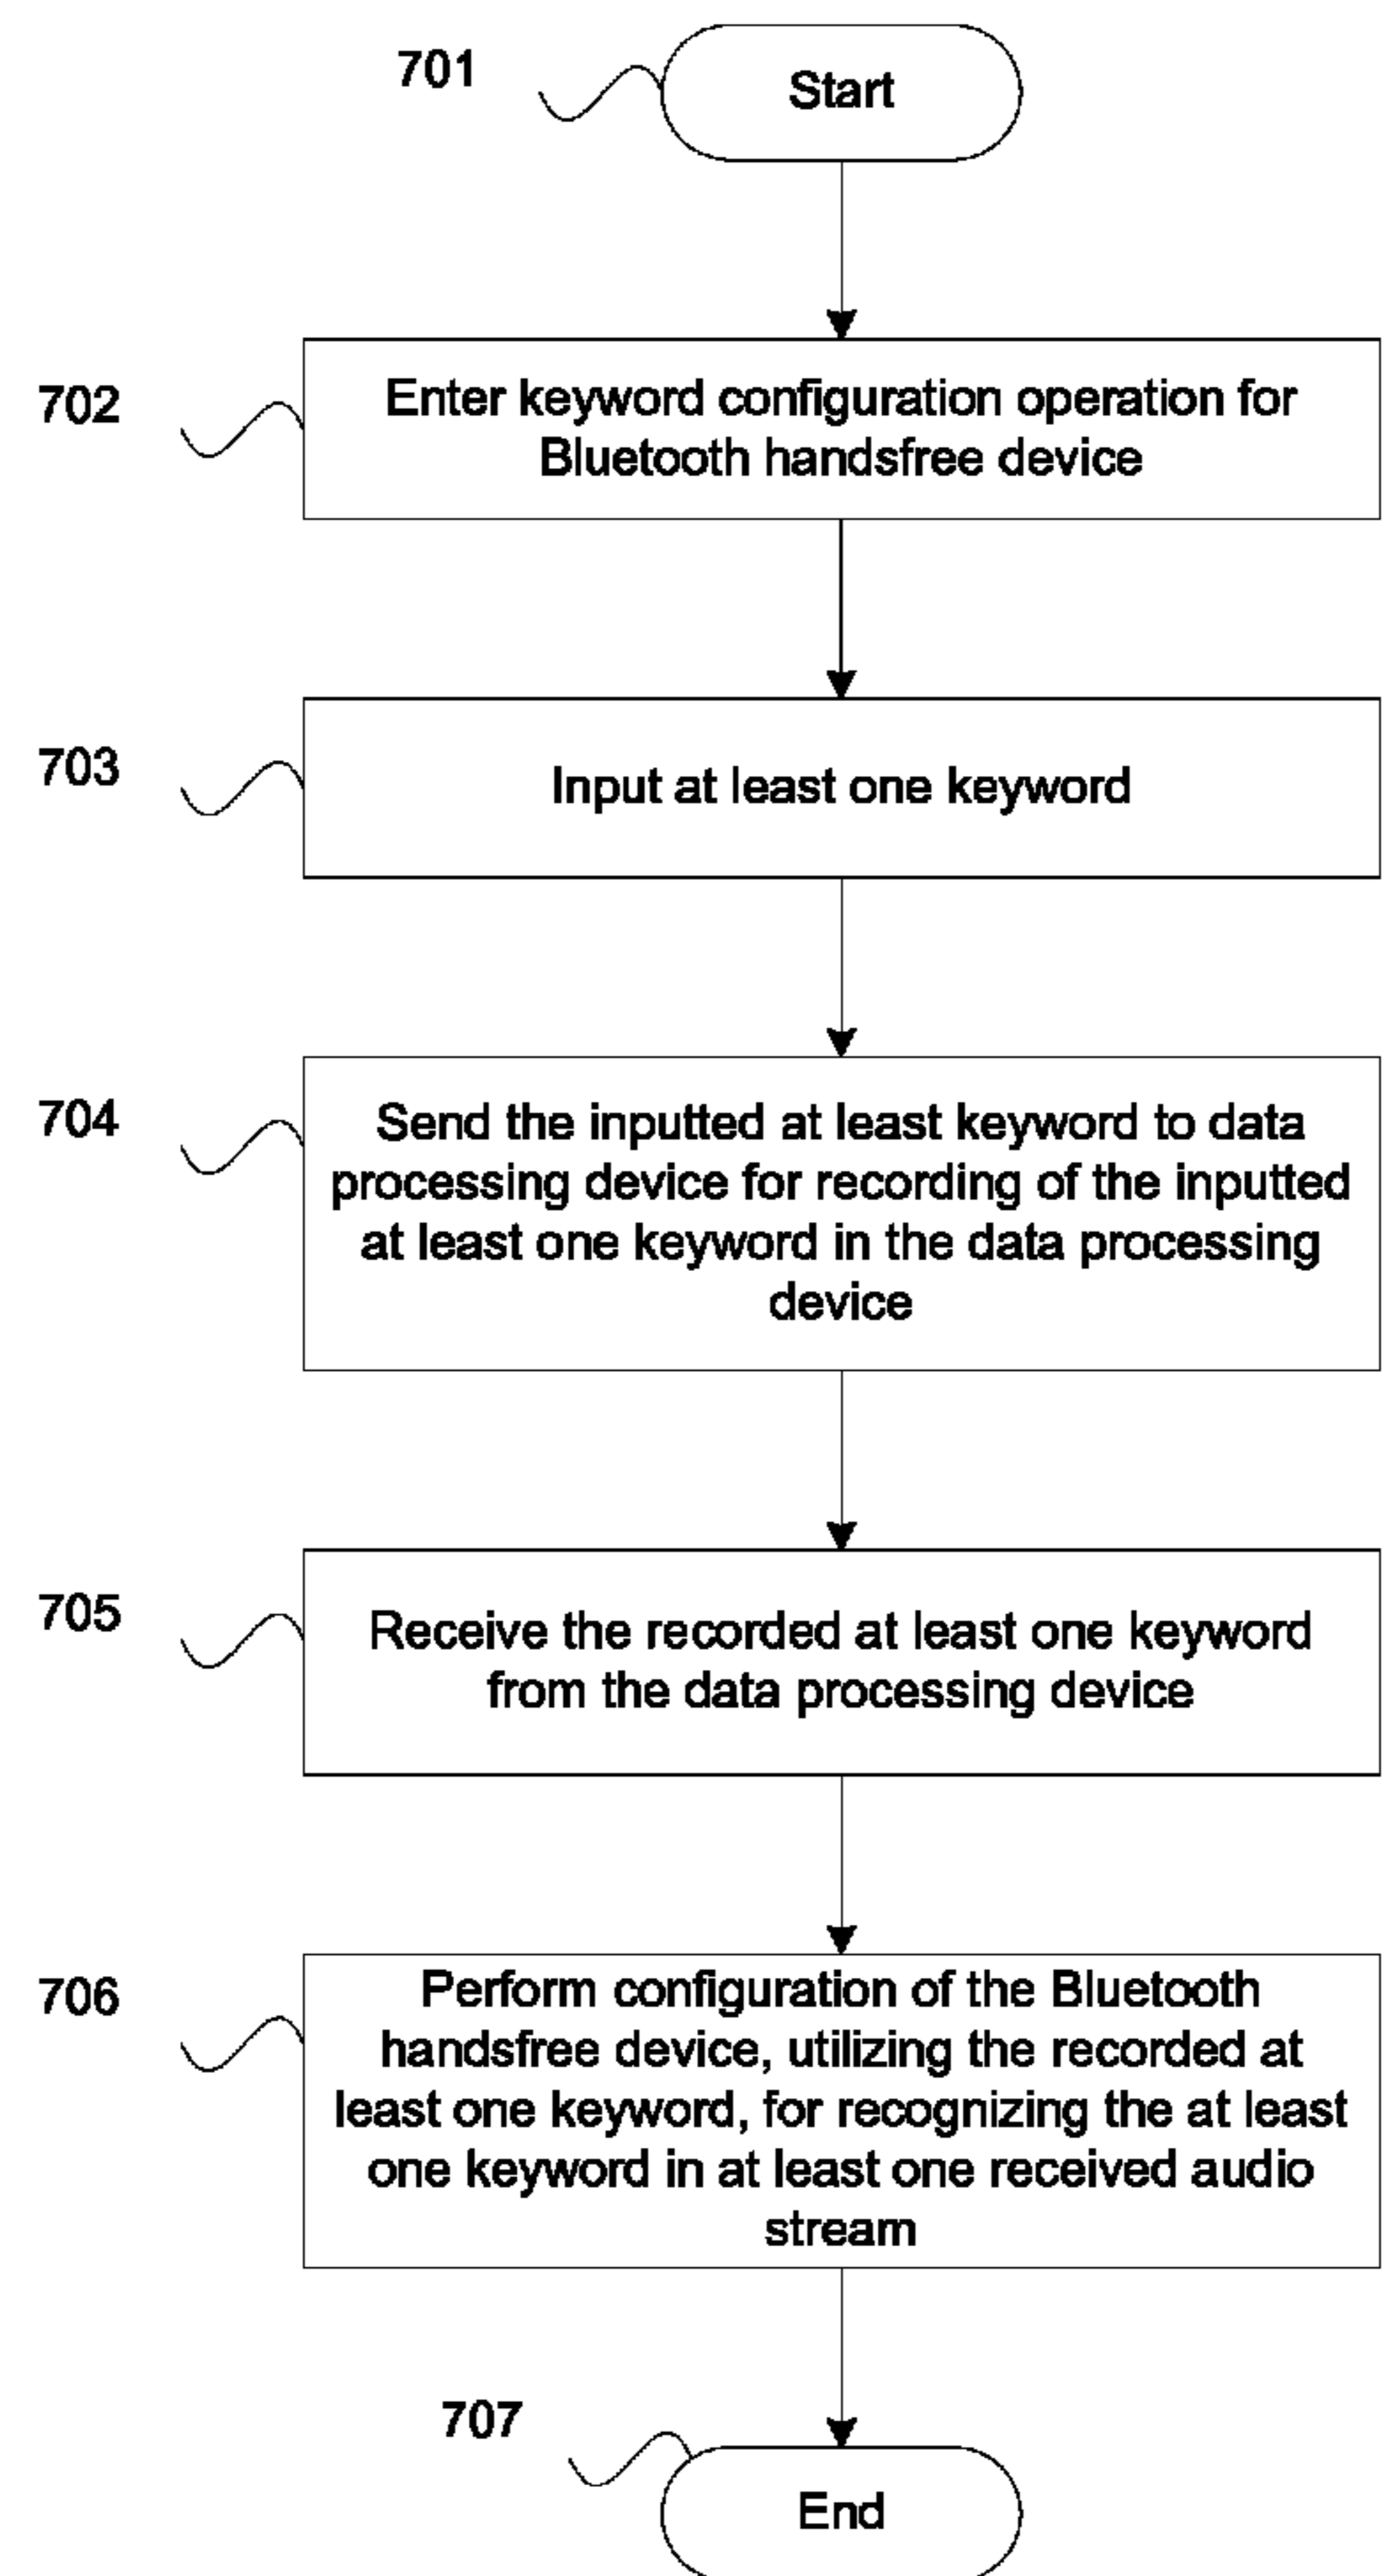 701
Start
702
Enter keyword configuration operation for
Bluetooth handsfree device
703
Input at least one keyword
704
Send the inputted at least keyword to data
processing device for recording of the inputted
at least one keyword in the data processing
device
705
Receive the recorded at least one keyword
from the data processing device
706
Perform configuration of the Bluetooth
handsfree device, utilizing the recorded at
least one keyword, for recognizing the at least
one keyword in at least one received audio
stream
707
End